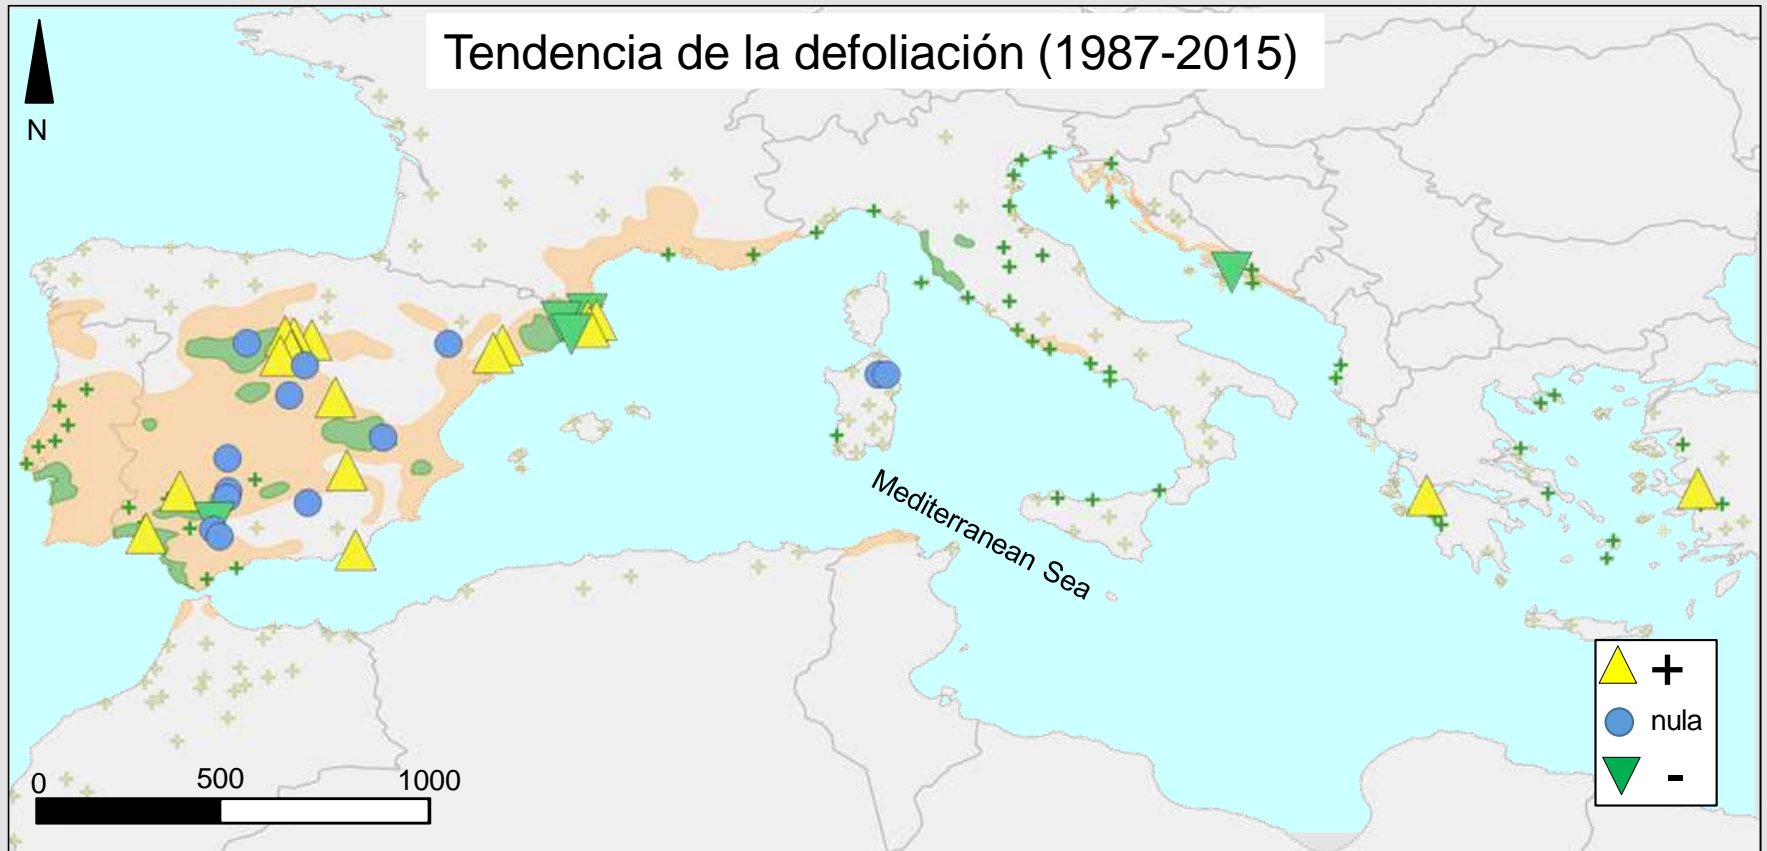 Tendencia de la defoliación (1987-2015)
N
Mediterranean Sea
+
nula
-
0 500 1000